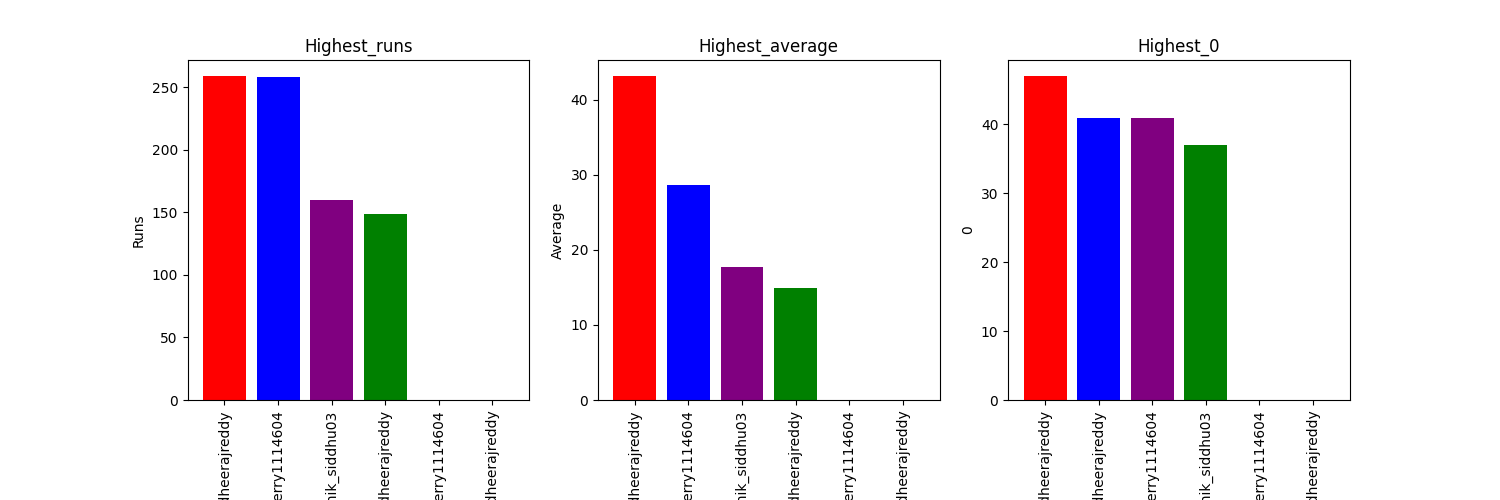 Highest_runs
Runs
250
200
150
100
50
0
dheerajreddy
erry1114604
nik_siddhu03
dheerajreddy
erry1114604
dheerajreddy
Highest_average
Average
40
30
20
10
0
dheerajreddy
erry1114604
nik_siddhu03
dheerajreddy
erry1114604
dheerajreddy
Highest_0
0
40
30
20
10
0
dheerajreddy
dheerajreddy
erry1114604
nik_siddhu03
erry1114604
dheerajreddy